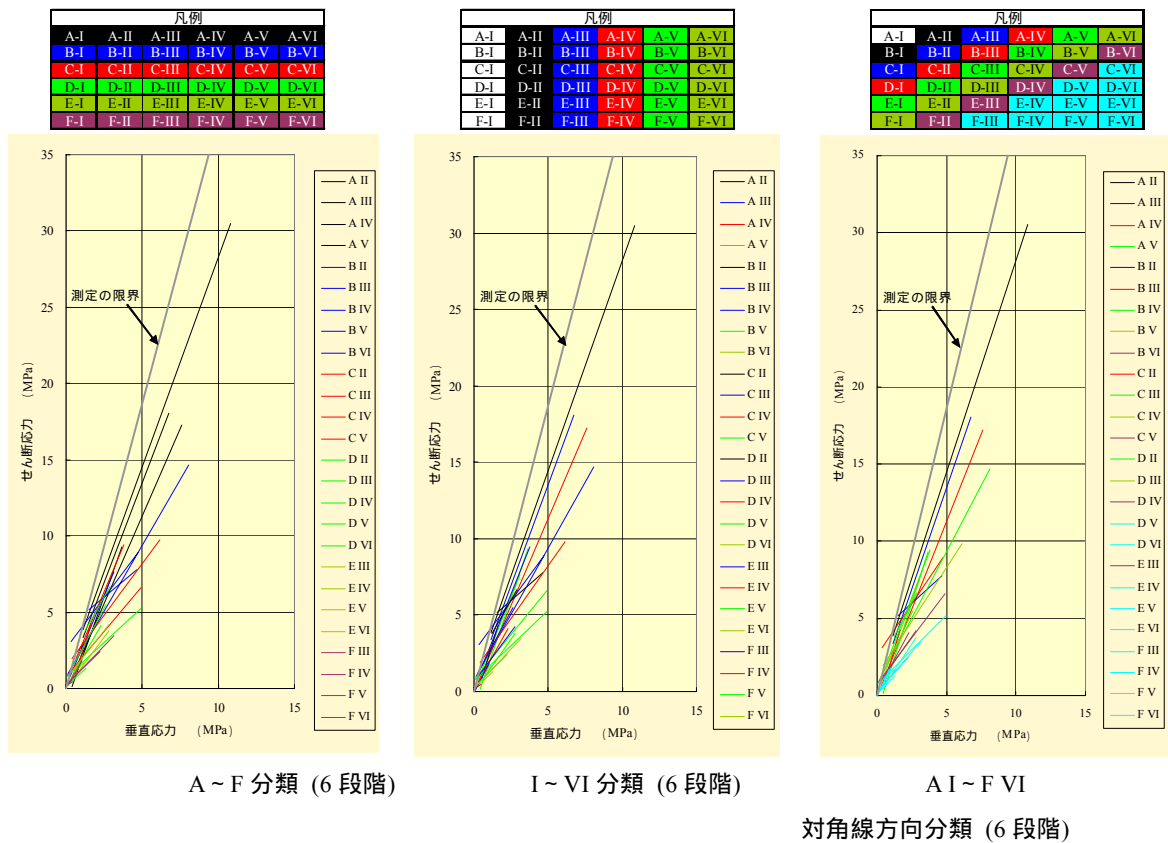 凡例
A-I A-II A-III A-IV A-V A-VI
B-I B-II B-III B-IV B-V B-VI
C-I C-II C-III C-IV C-V C-VI
D-I D-II D-III D-IV D-V D-VI
E-I E-II E-III E-IV E-V E-VI
F-I F-II F-III F-IV F-V F-VI
35
30
25
20
15
10
5
0
0 5 10 15
せん断応力 (MPa)
垂直応力 (MPa)
測定の限界
A II
A III
A IV
A V
B II
B III
B IV
B V
B VI
C II
C III
C IV
C V
D II
D III
D IV
D V
D VI
E III
E IV
E V
E VI
F III
F IV
F V
F VI
A ~ F 分類 (6 段階)
凡例
A-I A-II A-III A-IV A-V A-VI
B-I B-II B-III B-IV B-V B-VI
C-I C-II C-III C-IV C-V C-VI
D-I D-II D-III D-IV D-V D-VI
E-I E-II E-III E-IV E-V E-VI
F-I F-II F-III F-IV F-V F-VI
35
30
25
20
15
10
5
0
0 5 10 15
せん断応力 (MPa)
垂直応力 (MPa)
測定の限界
A II
A III
A IV
A V
B II
B III
B IV
B V
B VI
C II
C III
C IV
C V
D II
D III
D IV
D V
D VI
E III
E IV
E V
E VI
F III
F IV
F V
F VI
I ~ VI 分類 (6 段階)
凡例
A-I A-II A-III A-IV A-V A-VI
B-I B-II B-III B-IV B-V B-VI
C-I C-II C-III C-IV C-V C-VI
D-I D-II D-III D-IV D-V D-VI
E-I E-II E-III E-IV E-V E-VI
F-I F-II F-III F-IV F-V F-VI
35
30
25
20
15
10
5
0
0 5 10 15
せん断応力 (MPa)
垂直応力 (MPa)
測定の限界
A II
A III
A IV
A V
B II
B III
B IV
B V
B VI
C II
C III
C IV
C V
D II
D III
D IV
D V
D VI
E III
E IV
E V
E VI
F III
F IV
F V
F VI
A I ~ F VI
対角線方向分類 (6 段階)